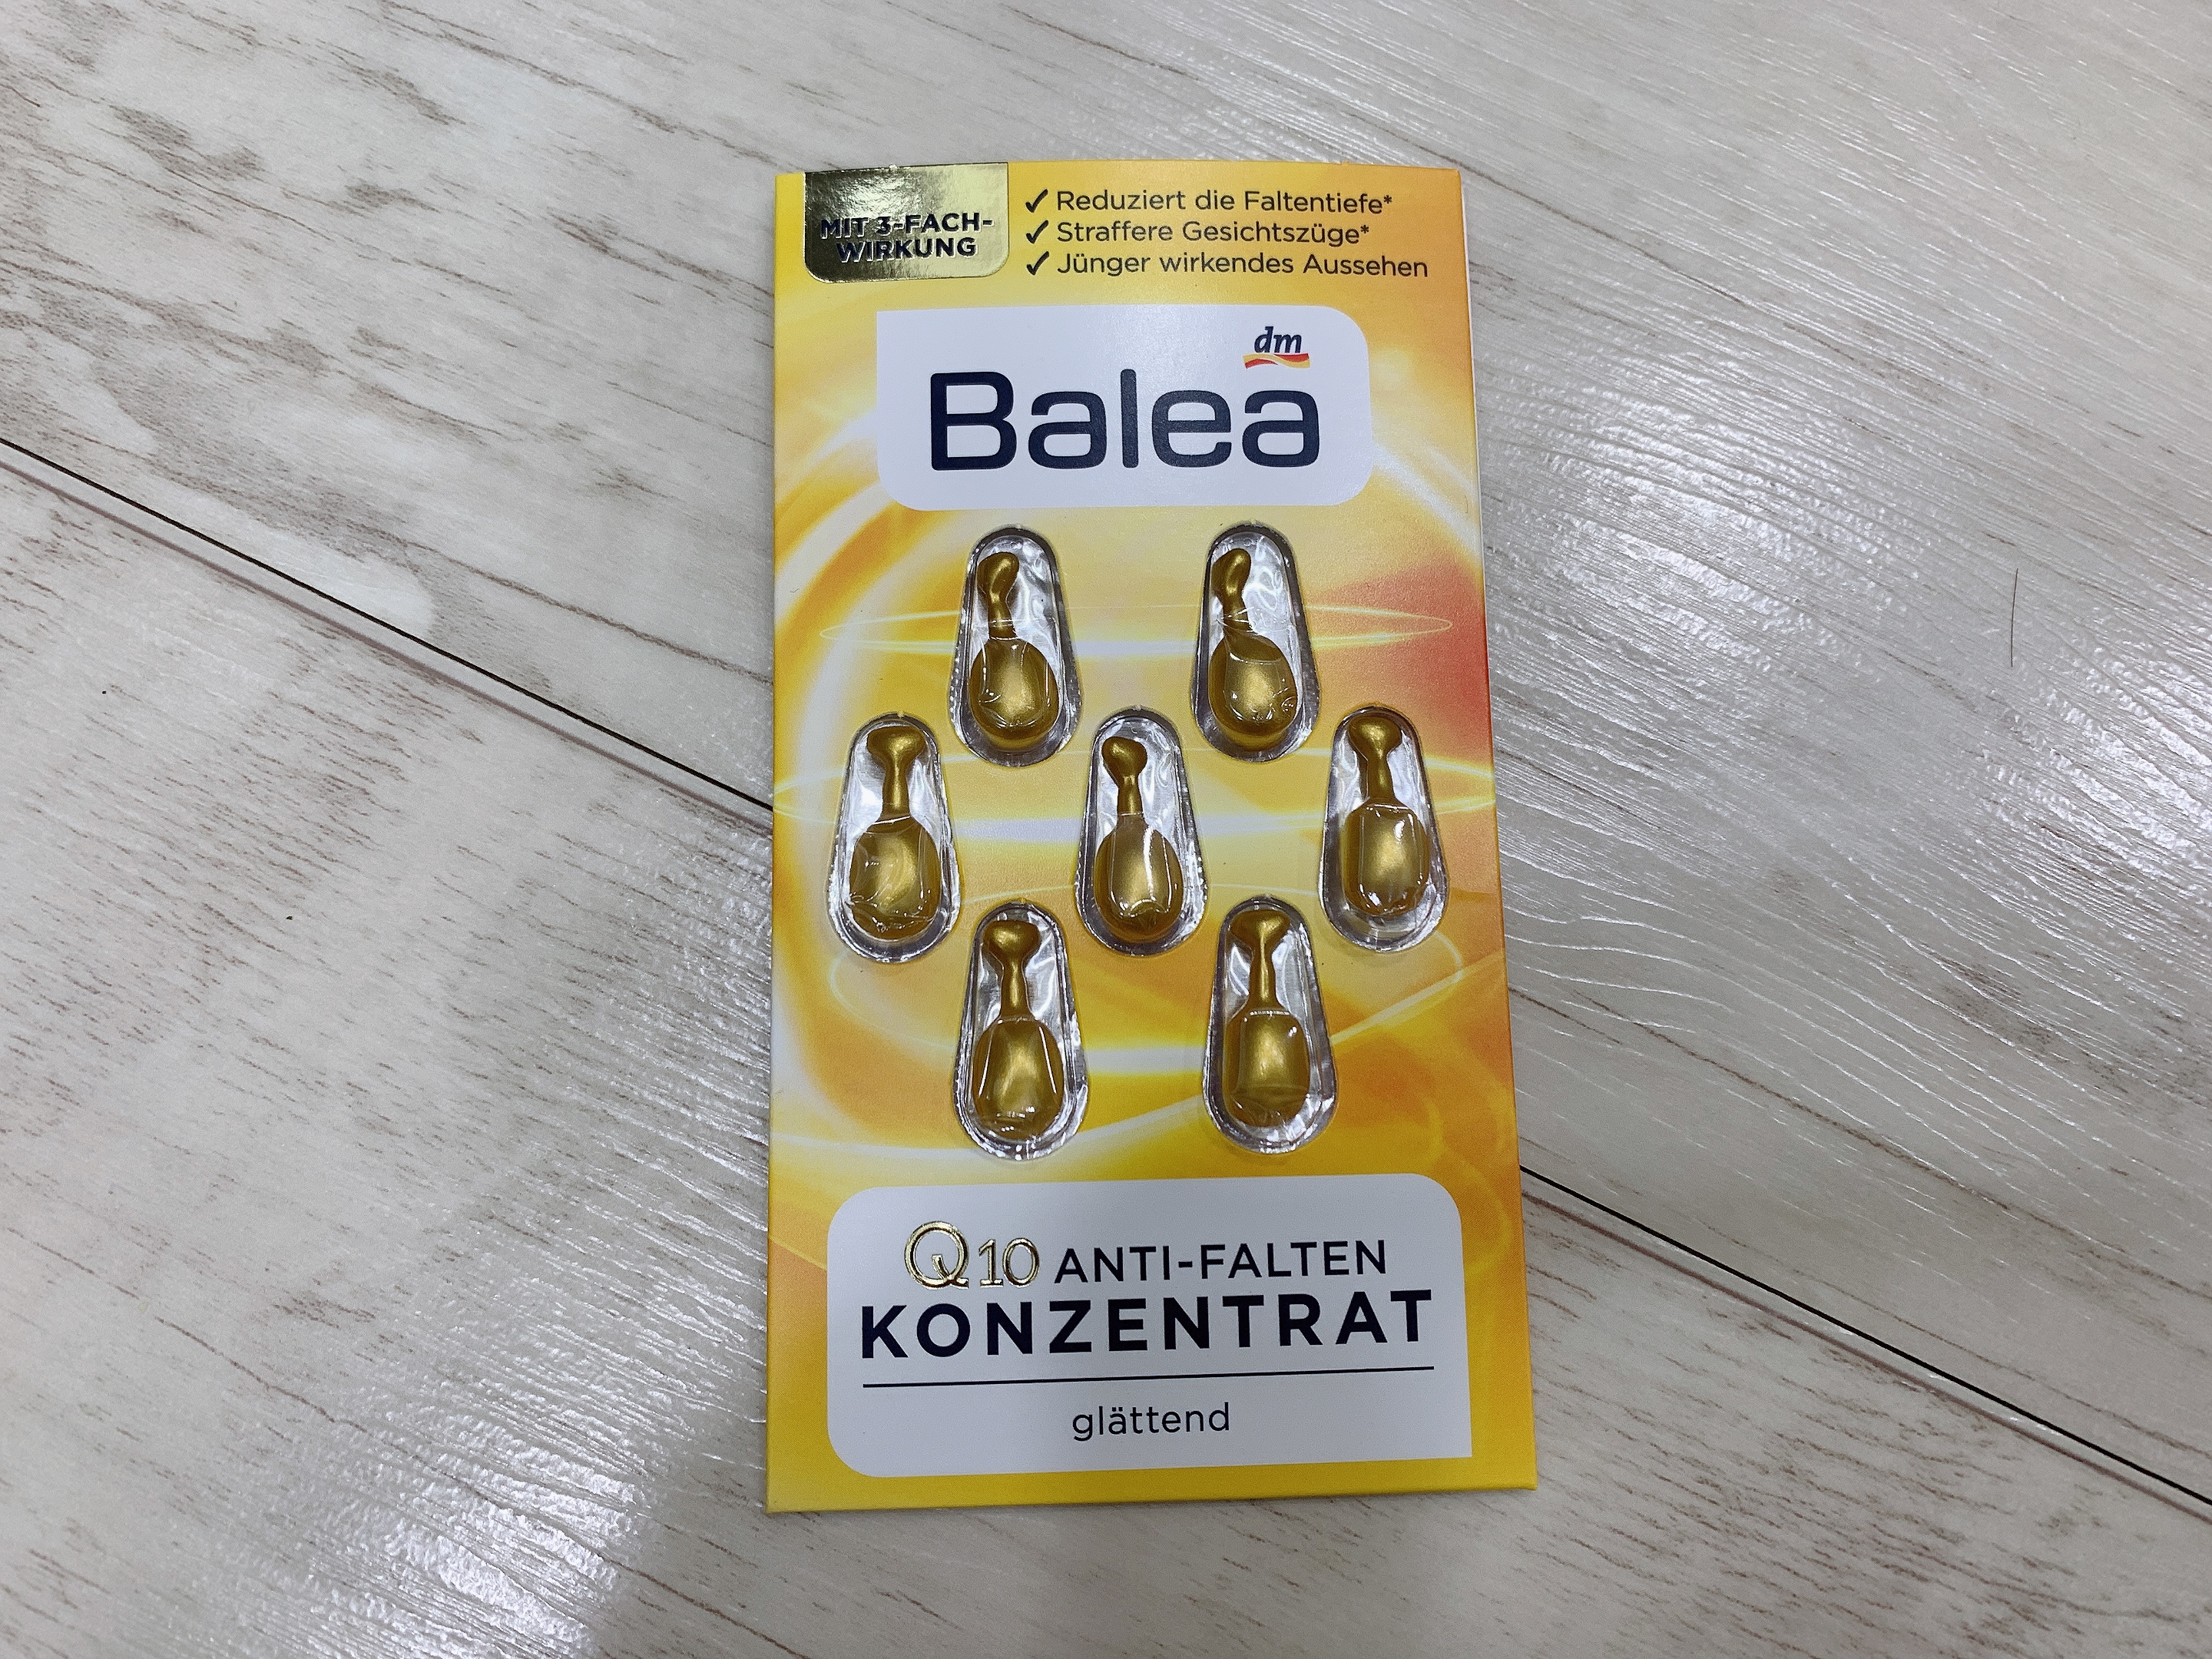 MIT 3-FACH-
WIRKUNG
✓ Reduziert die Faltentiefe*
✓ Straffere Gesichtszüge*
✓ Jünger wirkendes Aussehen
dm
Balea
Q10 ANTI-FALTEN
KONZENTRAT
glättend